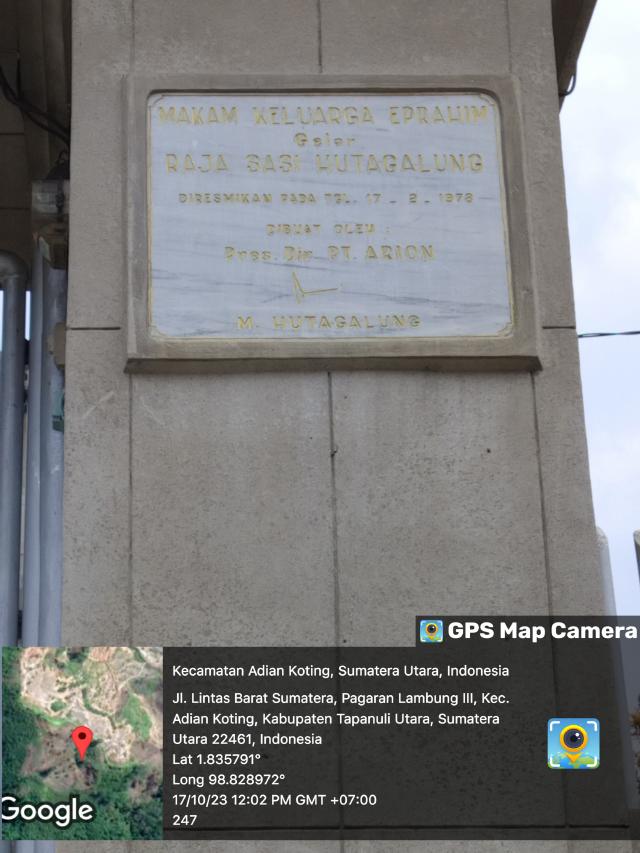 MAKAM KELUARGA EPRAHIM
Gelar
RAJA SASI HUTAGALUNG
DIRESMIKAN PADA TGL. 17 - 2 - 1978
DIBUAT OLEH :
Pres. Dir. PT. ARION
M. HUTAGALUNG
GPS Map Camera
Kecamatan Adian Koting, Sumatera Utara, Indonesia
Jl. Lintas Barat Sumatera, Pagaran Lambung III, Kec.
Adian Koting, Kabupaten Tapanuli Utara, Sumatera
Utara 22461, Indonesia
Lat 1.835791°
Long 98.828972°
17/10/23 12:02 PM GMT +07:00
247
Google